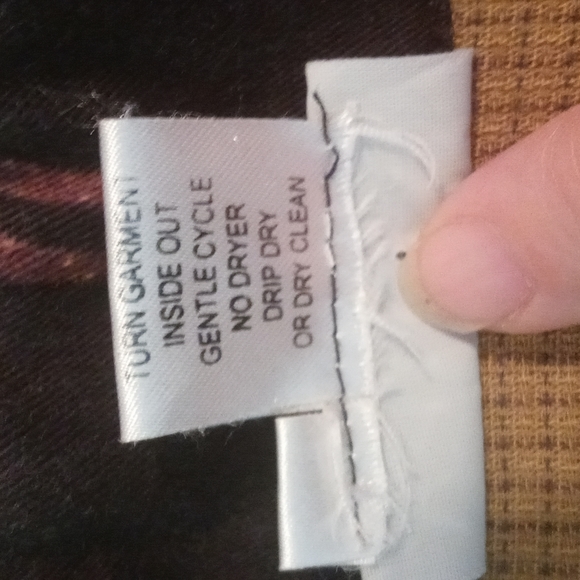 TURN GARMENT
INSIDE OUT
GENTLE CYCLE
NO DRYER
DRIP DRY
OR DRY CLEAN